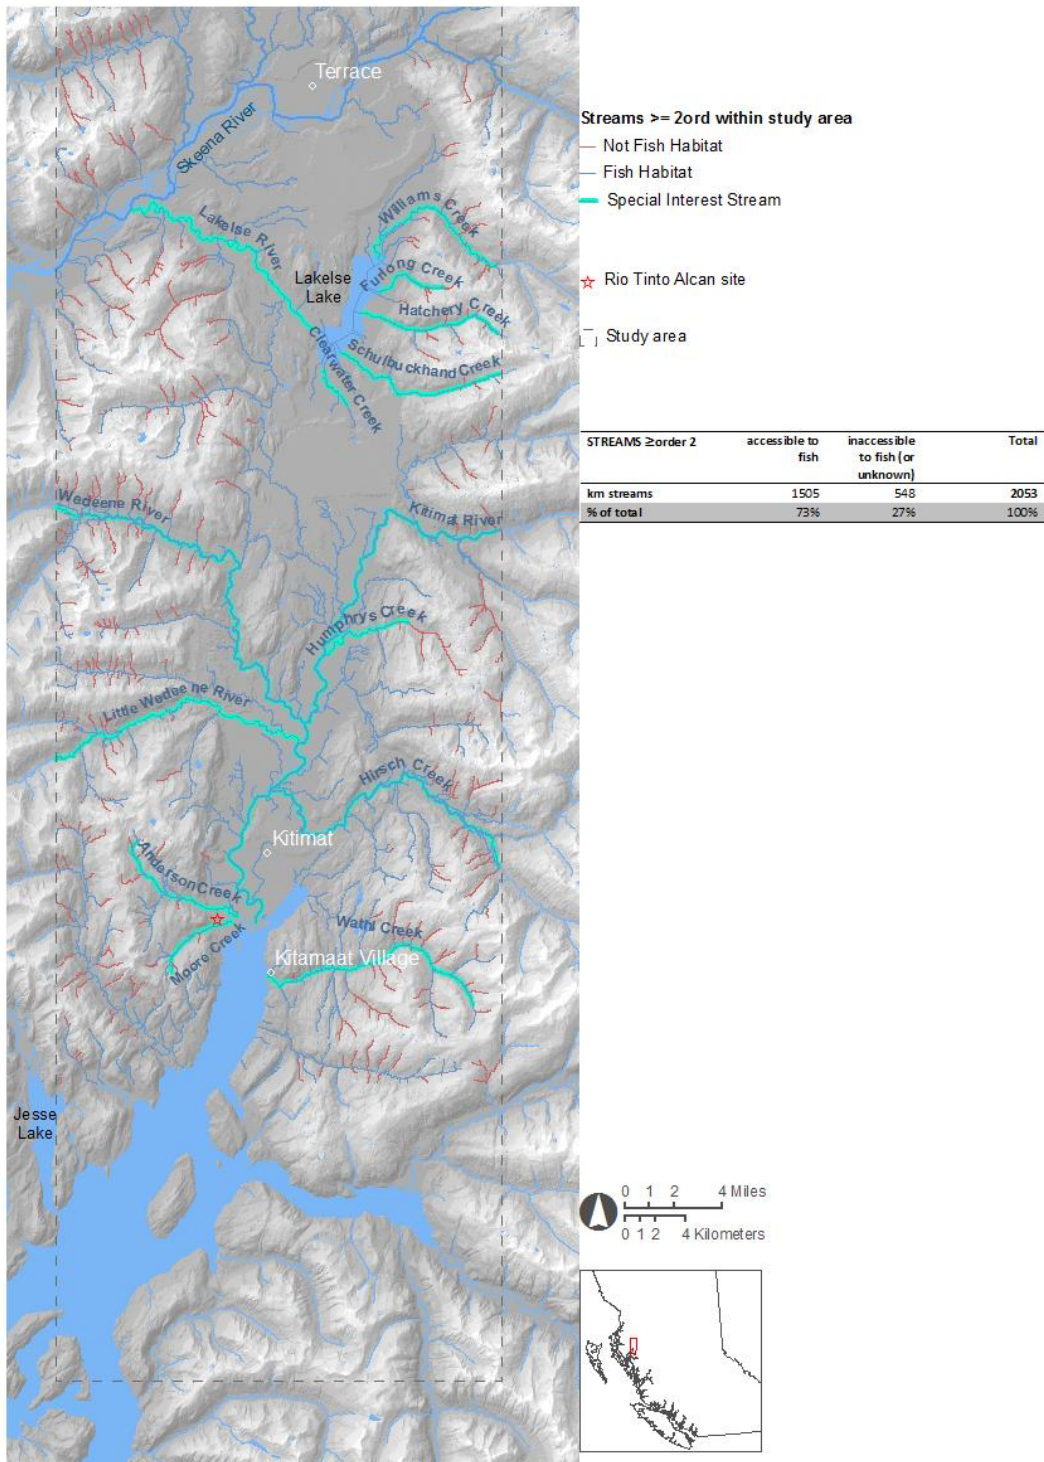 Terrace
Skeena River
Williams Creek
Lakelse River
Furlong Creek
Lakelse
Lake
Hatchery Creek
Schulbuckhand Creek
Clearwater Creek
Wedeene River
Kitimat River
Humphrys Creek
Little Wedeene River
Hirsch Creek
Kitimat
Anderson Creek
Wathl Creek
Moore Creek
Kitamaat Village
Jesse
Lake
Streams >= 2ord within study area
Not Fish Habitat
Fish Habitat
Special Interest Stream
Rio Tinto Alcan site
Study area
STREAMS ≥order 2 accessible to fish inaccessible to fish (or unknown) Total
km streams 1505 548 2053
% of total 73% 27% 100%
0 1 2 4 Miles
0 1 2 4 Kilometers